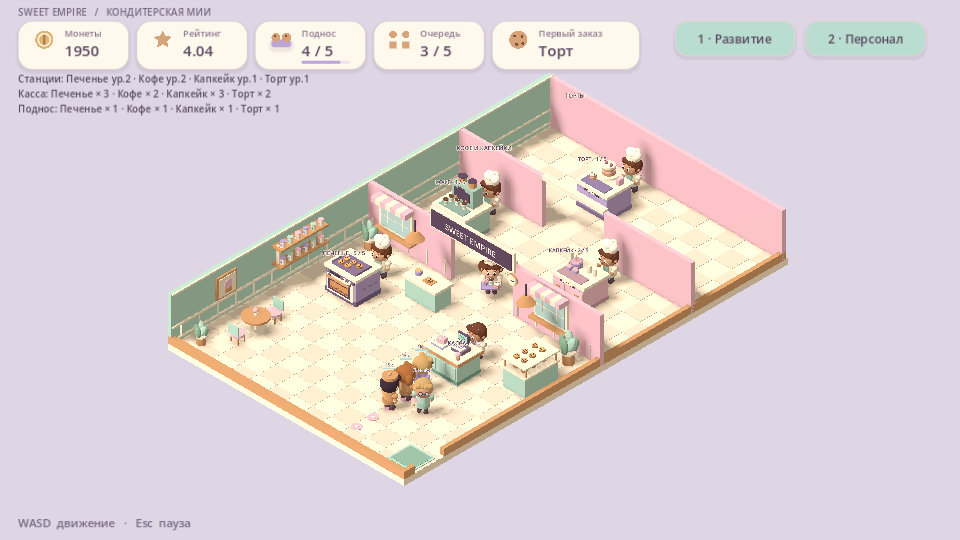 SWEET EMPIRE / КОНДИТЕРСКАЯ МИИ
Монеты
1950
Рейтинг
4.04
Поднос
4 / 5
Очередь
3 / 5
Первый заказ
Торт
1 · Развитие
2 · Персонал
Станции: Печенье ур.2 · Кофе ур.2 · Капкейк ур.1 · Торт ур.1
Касса: Печенье × 3 · Кофе × 2 · Капкейк × 3 · Торт × 2
Поднос: Печенье × 1 · Кофе × 1 · Капкейк × 1 · Торт × 1
ТОРТЫ
КОФЕ И КАПКЕЙКИ
SWEET EMPIRE
WASD движение · Esc пауза